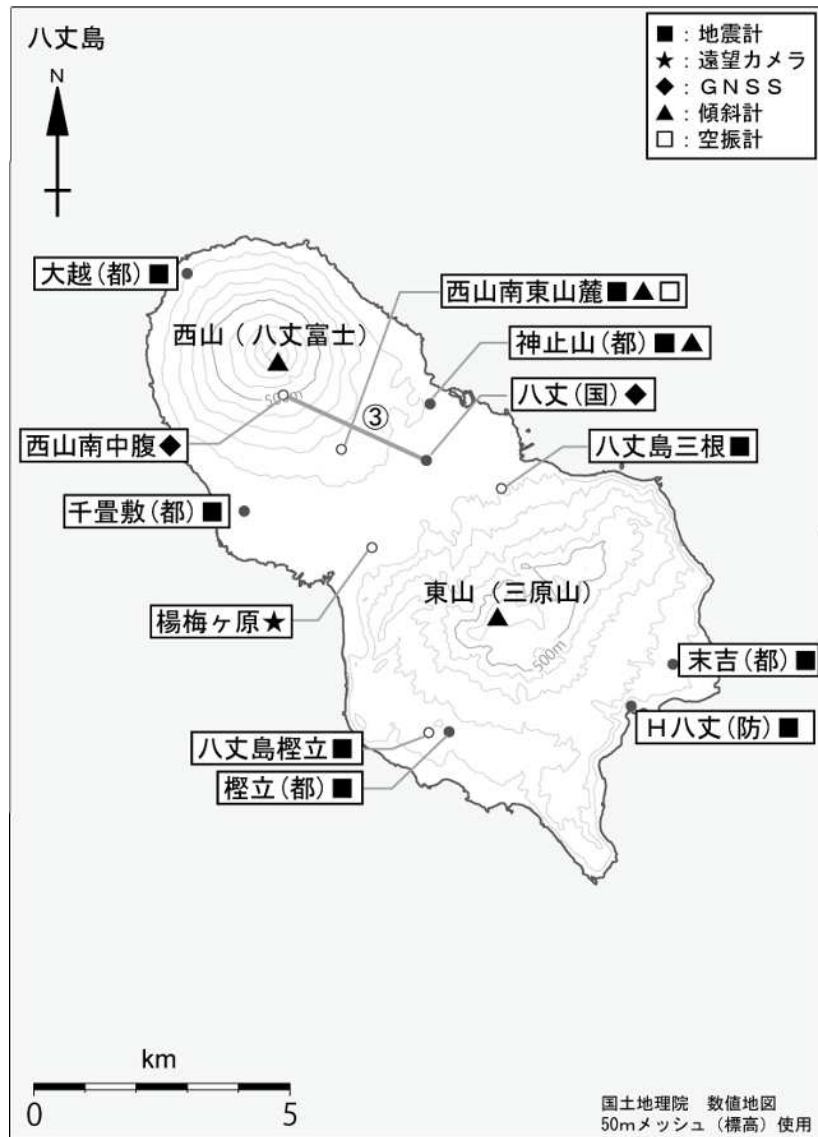 八丈島
■：地震計
★：遠望カメラ
◆：ＧＮＳＳ
▲：傾斜計
□：空振計
N
大越(都)■
西山南東山麓■▲□
西山（八丈富士）
神止山(都)■▲
500m
③
八丈(国)◆
西山南中腹◆
八丈島三根■
千畳敷(都)■
東山（三原山）
楊梅ヶ原★
500m
末吉(都)■
Ｈ八丈(防)■
八丈島樫立■
樫立(都)■
km
0 5
国土地理院　数値地図
50mメッシュ（標高）使用